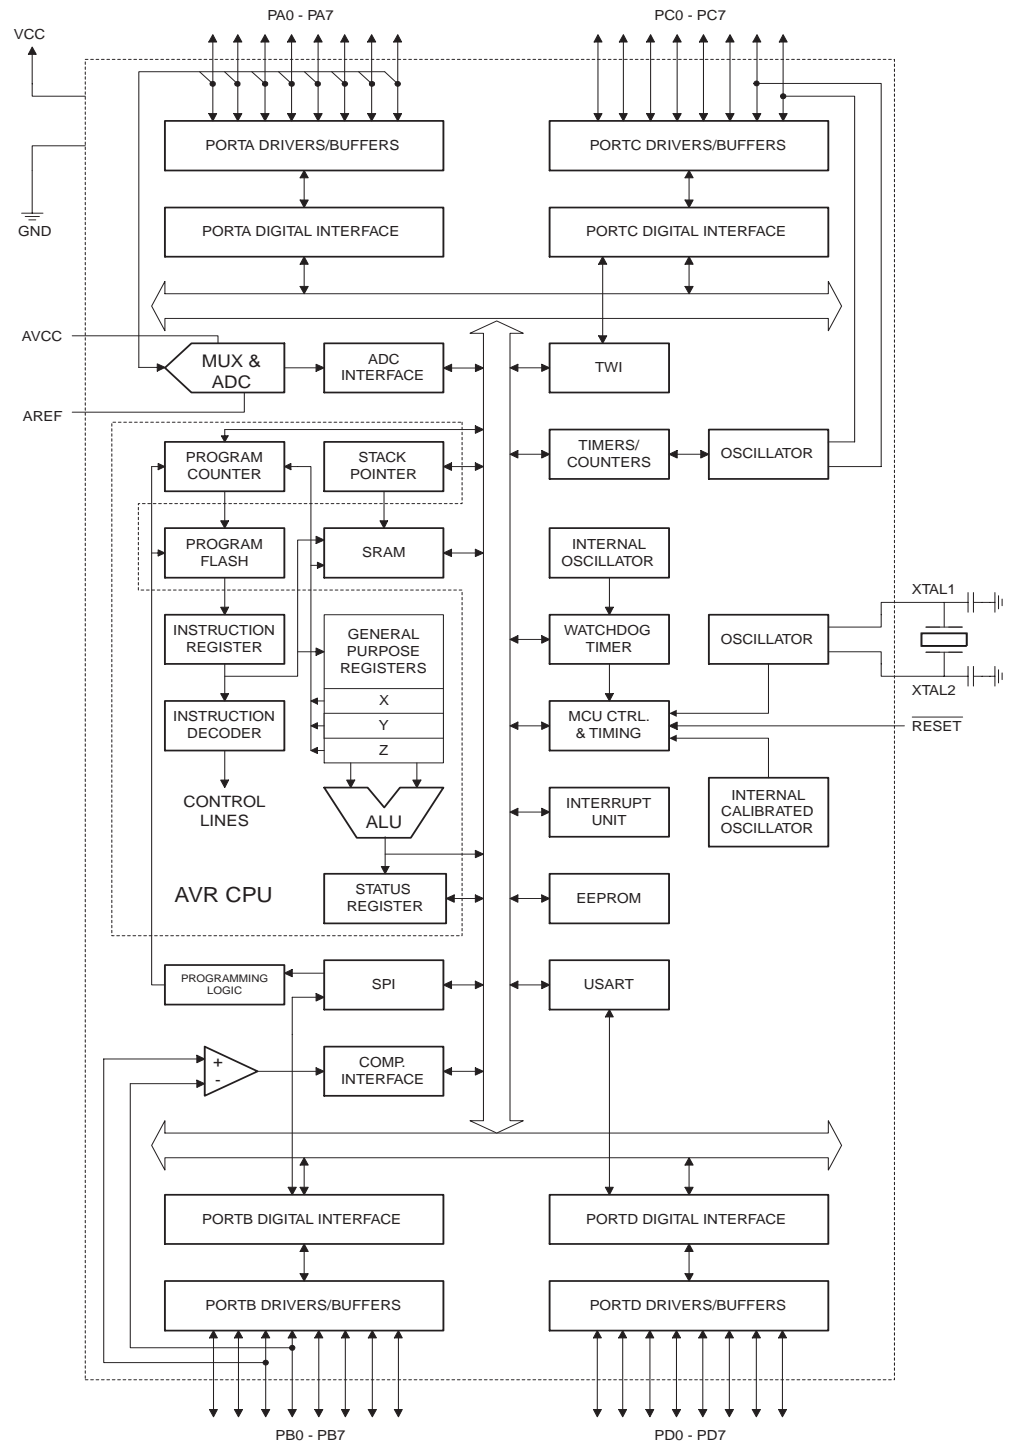 PA0 - PA7
PC0 - PC7
VCC
PORTA DRIVERS/BUFFERS
PORTC DRIVERS/BUFFERS
GND
PORTA DIGITAL INTERFACE
PORTC DIGITAL INTERFACE
AVCC
MUX &
ADC
ADC
INTERFACE
TWI
AREF
PROGRAM
COUNTER
STACK
POINTER
TIMERS/
COUNTERS
OSCILLATOR
PROGRAM
FLASH
SRAM
INTERNAL
OSCILLATOR
XTAL1
INSTRUCTION
REGISTER
GENERAL
PURPOSE
REGISTERS
WATCHDOG
TIMER
OSCILLATOR
XTAL2
X
INSTRUCTION
DECODER
Y
Z
MCU CTRL.
& TIMING
RESET
CONTROL
LINES
ALU
INTERRUPT
UNIT
INTERNAL
CALIBRATED
OSCILLATOR
AVR CPU
STATUS
REGISTER
EEPROM
PROGRAMMING
LOGIC
SPI
USART
+
-
COMP.
INTERFACE
PORTB DIGITAL INTERFACE
PORTD DIGITAL INTERFACE
PORTB DRIVERS/BUFFERS
PORTD DRIVERS/BUFFERS
PB0 - PB7
PD0 - PD7